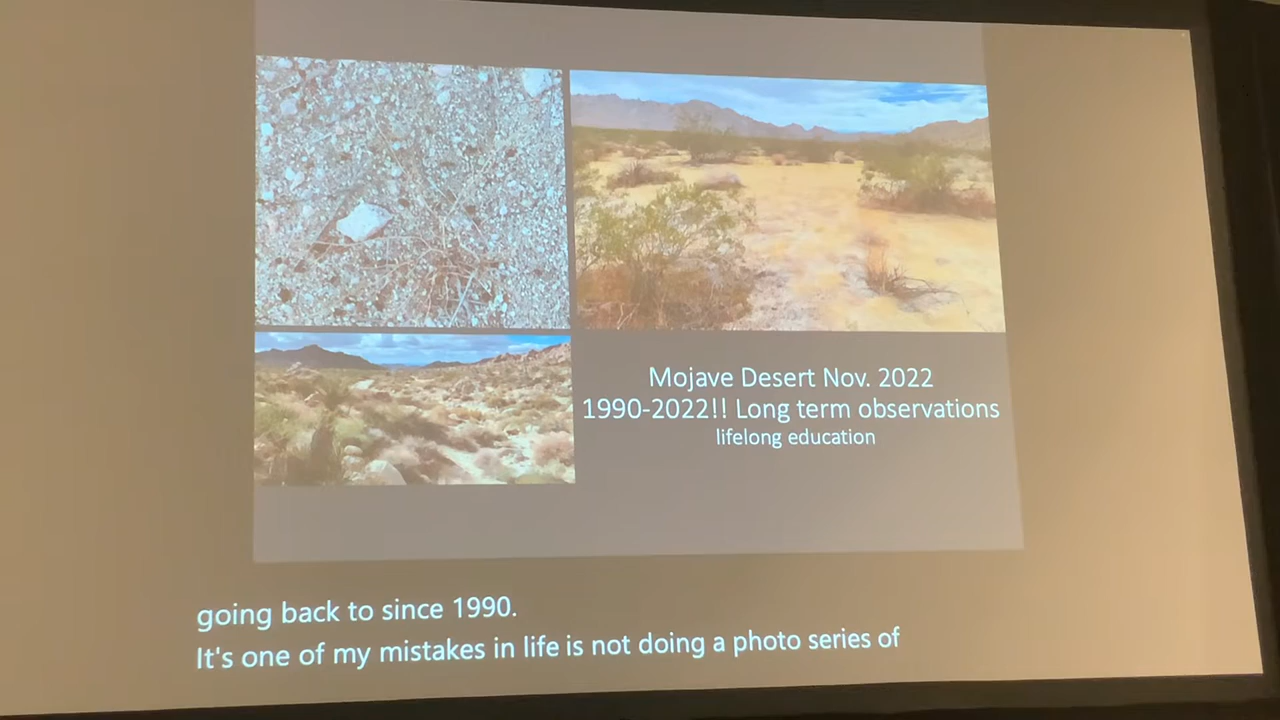 Mojave Desert Nov. 2022
1990-2022!! Long term observations
lifelong education
going back to since 1990.
It's one of my mistakes in life is not doing a photo series of